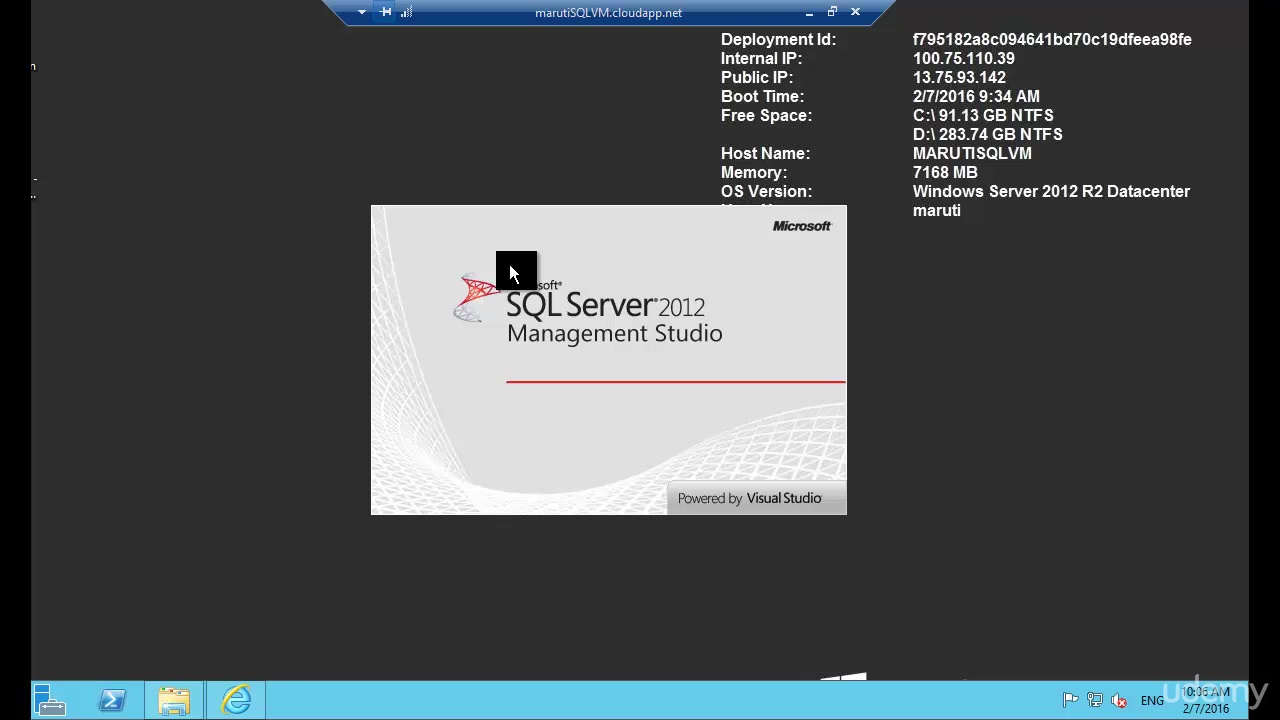 marutiSQLVM.cloudapp.net
Deployment Id: f795182a8c094641bd70c19dfeea98fe
Internal IP: 100.75.110.39
Public IP: 13.75.93.142
Boot Time: 2/7/2016 9:34 AM
Free Space: C:\ 91.13 GB NTFS
D:\ 283.74 GB NTFS
Host Name: MARUTISQLVM
Memory: 7168 MB
OS Version: Windows Server 2012 R2 Datacenter
maruti
Microsoft
SQL Server 2012
Management Studio
Powered by Visual Studio
ENG
10:06 AM
2/7/2016
udemy